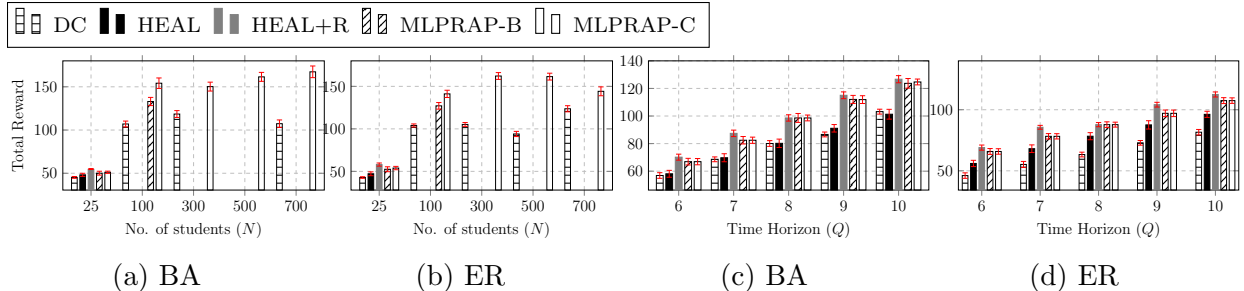 DC HEAL HEAL+R MLPRAP-B MLPRAP-C
Total Reward
150
100
50
25 100 300 500 700
No. of students (N)
(a) BA
150
100
50
25 100 300 500 700
No. of students (N)
(b) ER
140
120
100
80
60
6 7 8 9 10
Time Horizon (Q)
(c) BA
100
50
6 7 8 9 10
Time Horizon (Q)
(d) ER